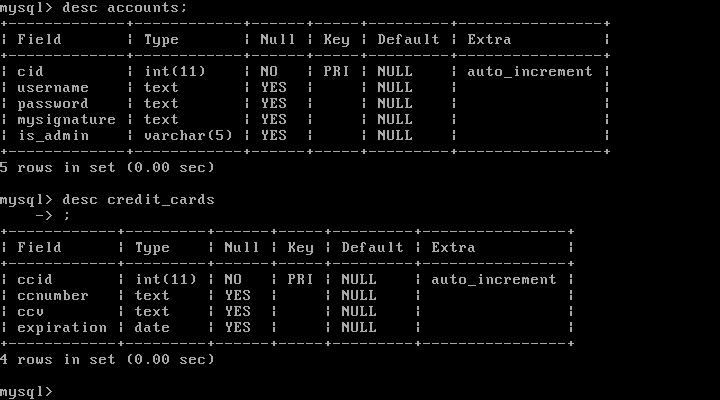 mysql> desc accounts;
+-------------+------------+------+-----+---------+----------------+
| Field       | Type       | Null | Key | Default | Extra          |
+-------------+------------+------+-----+---------+----------------+
| cid         | int(11)    | NO   | PRI | NULL    | auto_increment |
| username    | text       | YES  |     | NULL    |                |
| password    | text       | YES  |     | NULL    |                |
| mysignature | text       | YES  |     | NULL    |                |
| is_admin    | varchar(5) | YES  |     | NULL    |                |
+-------------+------------+------+-----+---------+----------------+
5 rows in set (0.00 sec)

mysql> desc credit_cards
    -> ;
+------------+---------+------+-----+---------+----------------+
| Field      | Type    | Null | Key | Default | Extra          |
+------------+---------+------+-----+---------+----------------+
| ccid       | int(11) | NO   | PRI | NULL    | auto_increment |
| ccnumber   | text    | YES  |     | NULL    |                |
| ccv        | text    | YES  |     | NULL    |                |
| expiration | date    | YES  |     | NULL    |                |
+------------+---------+------+-----+---------+----------------+
4 rows in set (0.00 sec)

mysql>